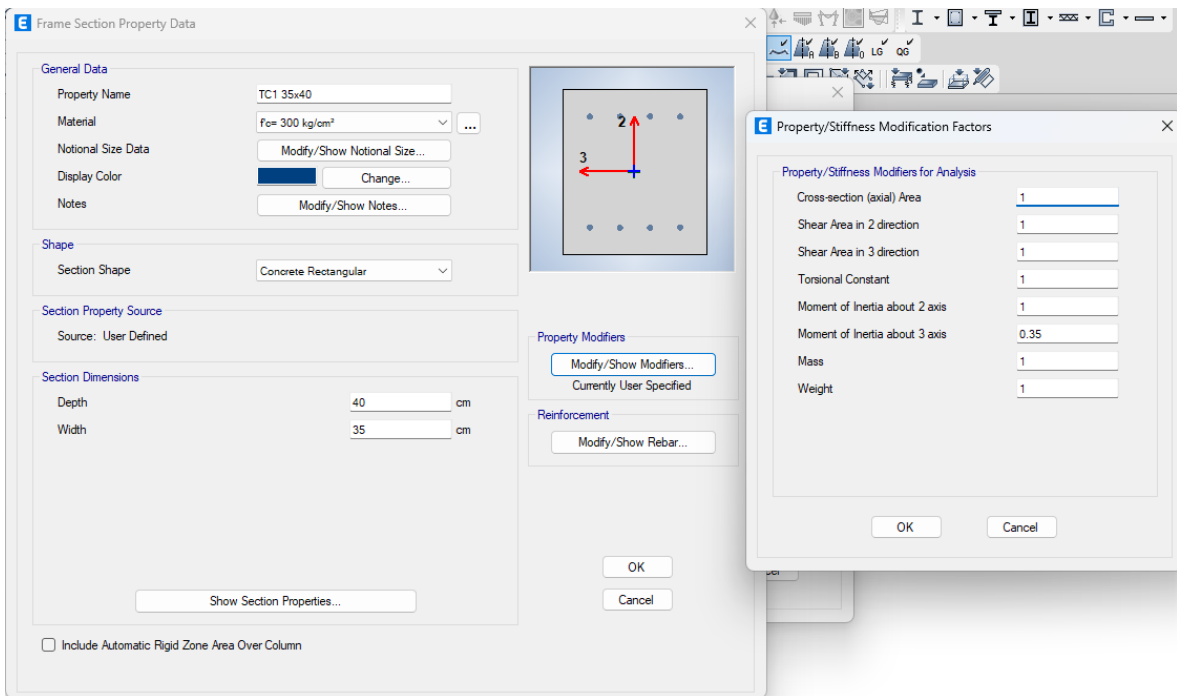 Frame Section Property Data
General Data
Property Name TC1 35x40
Material f'c= 300 kg/cm²
...
Notional Size Data Modify/Show Notional Size...
Display Color Change...
Notes Modify/Show Notes...
Shape
Section Shape Concrete Rectangular
Section Property Source
Source: User Defined
Section Dimensions
Depth 40 cm
Width 35 cm
Show Section Properties...
Include Automatic Rigid Zone Area Over Column
2
3
Property Modifiers
Modify/Show Modifiers...
Currently User Specified
Reinforcement
Modify/Show Rebar...
OK
Cancel
LG QG
Property/Stiffness Modification Factors
Property/Stiffness Modifiers for Analysis
Cross-section (axial) Area 1
Shear Area in 2 direction 1
Shear Area in 3 direction 1
Torsional Constant 1
Moment of Inertia about 2 axis 1
Moment of Inertia about 3 axis 0.35
Mass 1
Weight 1
OK Cancel